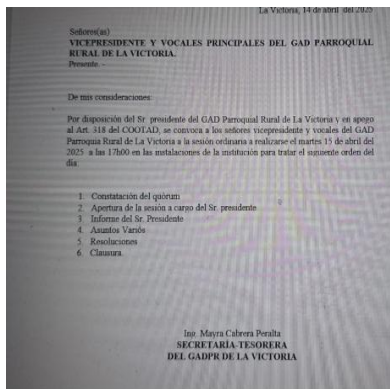 La Victoria, 14 de abril del 2025
Señores(as)
VICEPRESIDENTE Y VOCALES PRINCIPALES DEL GAD PARROQUIAL
RURAL DE LA VICTORIA.
Presente. -
De mis consideraciones:
Por disposición del Sr. presidente del GAD Parroquial Rural de La Victoria y en apego
al Art. 318 del COOTAD, se convoca a los señores vicepresidente y vocales del GAD
Parroquia Rural de La Victoria a la sesión ordinaria a realizarse el martes 15 de abril del
2025 a las 17h00 en las instalaciones de la institución para tratar el siguiente orden del
día:
1. Constatación del quórum
2. Apertura de la sesión a cargo del Sr. presidente
3. Informe del Sr. Presidente
4. Asuntos Varios
5. Resoluciones
6. Clausura.
Ing. Mayra Cabrera Peralta
SECRETARIA-TESORERA
DEL GADPR DE LA VICTORIA